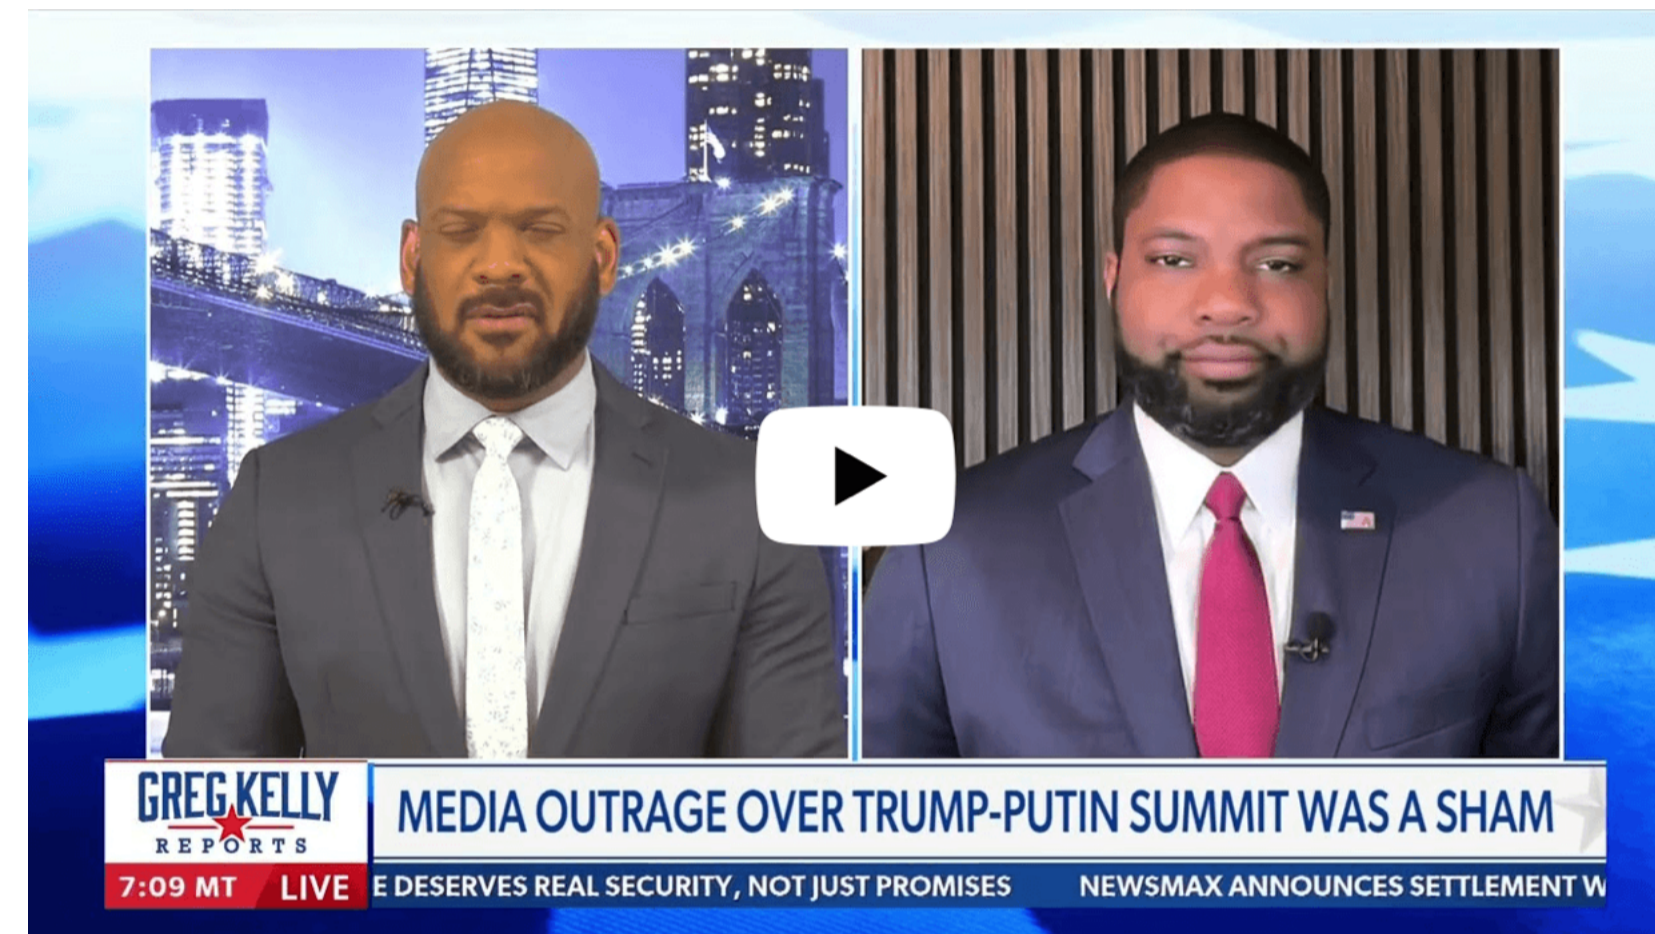 GREG KELLY
REPORTS
MEDIA OUTRAGE OVER TRUMP-PUTIN SUMMIT WAS A SHAM
7:09 MT LIVE
E DESERVES REAL SECURITY, NOT JUST PROMISES NEWSMAX ANNOUNCES SETTLEMENT W